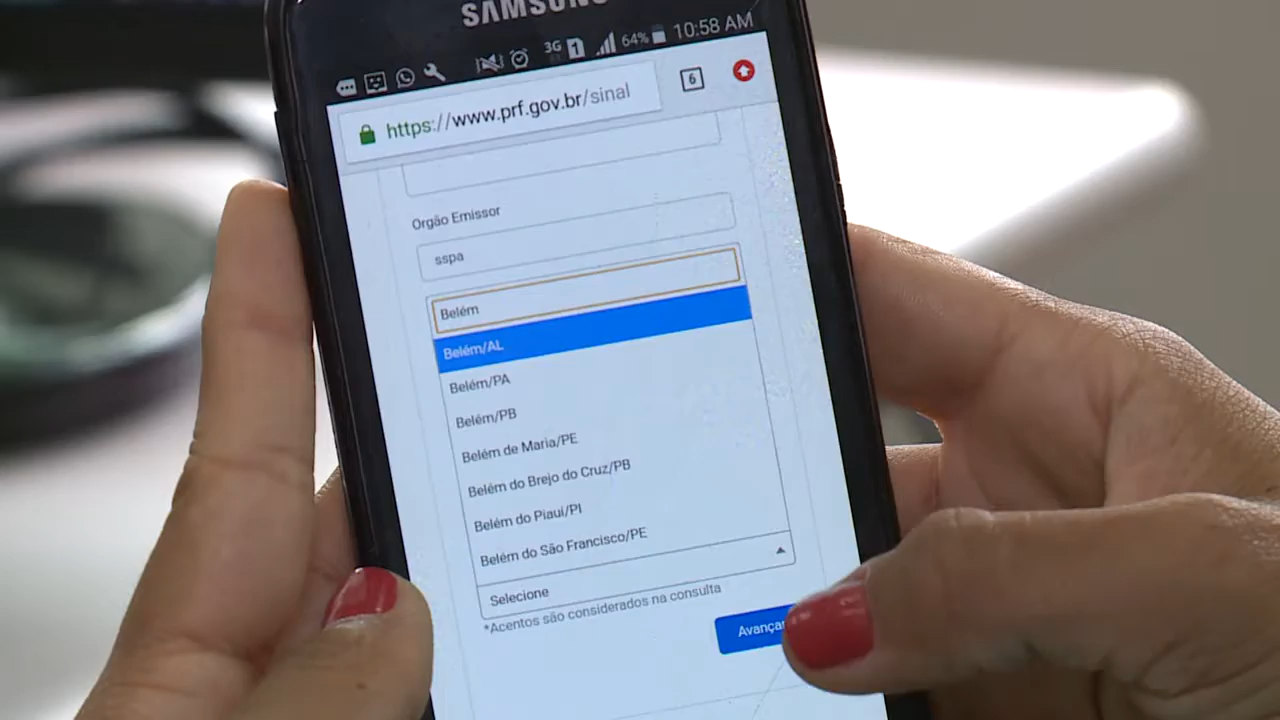 SAMSUNG
3G 1 64% 10:58 AM
https://www.prf.gov.br/sinal
6
Orgão Emissor
sspa
Belém
Belém/AL
Belém/PA
Belém/PB
Belém de Maria/PE
Belém do Brejo do Cruz/PB
Belém do Piauí/PI
Belém do São Francisco/PE
Selecione
*Acentos são considerados na consulta
Avançar